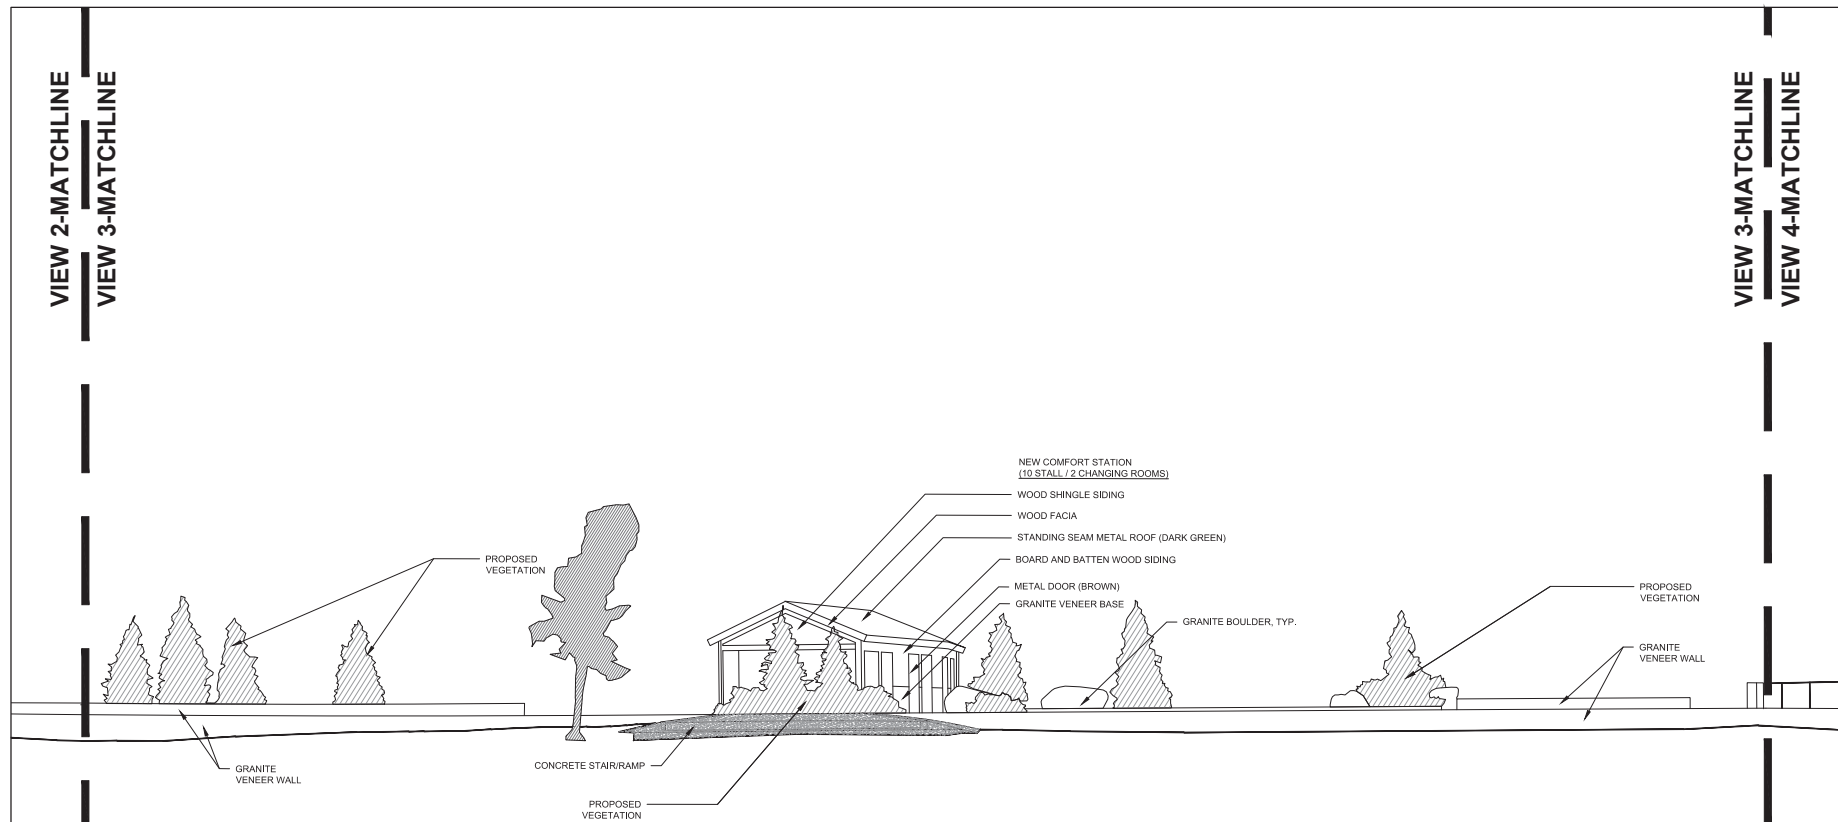 VIEW 2-MATCHLINE
VIEW 3-MATCHLINE
VIEW 3-MATCHLINE
VIEW 4-MATCHLINE
NEW COMFORT STATION
(10 STALL / 2 CHANGING ROOMS)
WOOD SHINGLE SIDING
WOOD FACIA
STANDING SEAM METAL ROOF (DARK GREEN)
BOARD AND BATTEN WOOD SIDING
METAL DOOR (BROWN)
GRANITE VENEER BASE
GRANITE BOULDER, TYP.
PROPOSED
VEGETATION
PROPOSED
VEGETATION
GRANITE
VENEER WALL
GRANITE
VENEER WALL
CONCRETE STAIR/RAMP
PROPOSED
VEGETATION